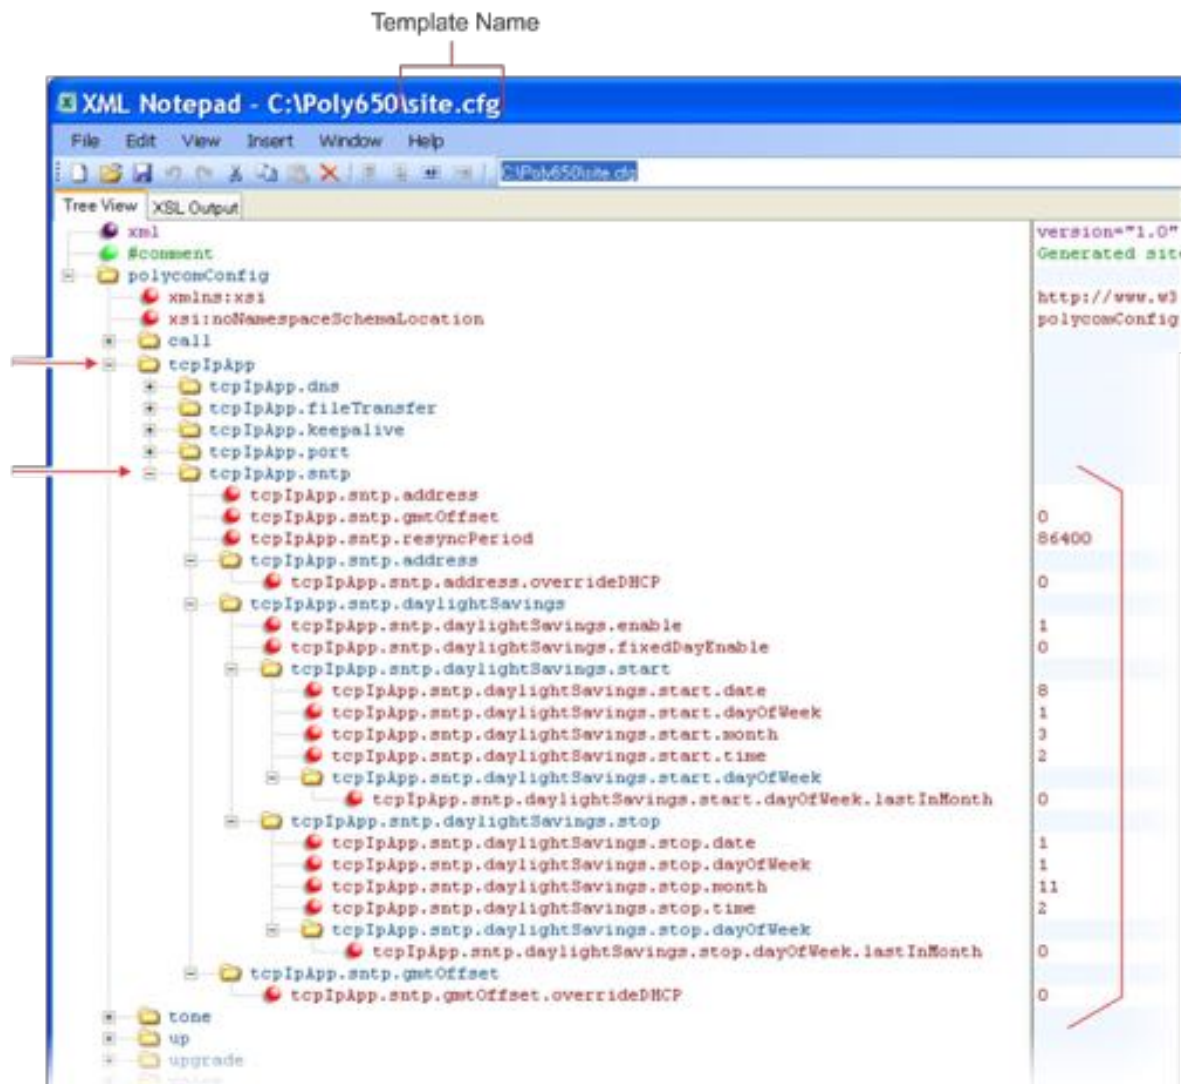 Template Name
XML Notepad - C:\Poly650\site.cfg
File Edit View Insert Window Help
C:\Poly650\site.cfg
Tree View XSL Output
xml version="1.0"
#comment Generated site
polycomConfig
xmlns:xsi http://www.w3
xsi:noNamespaceSchemaLocation polycomConfig
call
tcpIpApp
tcpIpApp.dns
tcpIpApp.fileTransfer
tcpIpApp.keepalive
tcpIpApp.port
tcpIpApp.sntp
tcpIpApp.sntp.address
tcpIpApp.sntp.gmtOffset 0
tcpIpApp.sntp.resyncPeriod 86400
tcpIpApp.sntp.address
tcpIpApp.sntp.address.overrideDHCP 0
tcpIpApp.sntp.daylightSavings
tcpIpApp.sntp.daylightSavings.enable 1
tcpIpApp.sntp.daylightSavings.fixedDayEnable 0
tcpIpApp.sntp.daylightSavings.start
tcpIpApp.sntp.daylightSavings.start.date 8
tcpIpApp.sntp.daylightSavings.start.dayOfWeek 1
tcpIpApp.sntp.daylightSavings.start.month 3
tcpIpApp.sntp.daylightSavings.start.time 2
tcpIpApp.sntp.daylightSavings.start.dayOfWeek
tcpIpApp.sntp.daylightSavings.start.dayOfWeek.lastInMonth 0
tcpIpApp.sntp.daylightSavings.stop
tcpIpApp.sntp.daylightSavings.stop.date 1
tcpIpApp.sntp.daylightSavings.stop.dayOfWeek 1
tcpIpApp.sntp.daylightSavings.stop.month 11
tcpIpApp.sntp.daylightSavings.stop.time 2
tcpIpApp.sntp.daylightSavings.stop.dayOfWeek
tcpIpApp.sntp.daylightSavings.stop.dayOfWeek.lastInMonth 0
tcpIpApp.sntp.gmtOffset
tcpIpApp.sntp.gmtOffset.overrideDHCP 0
tone
up
upgrade